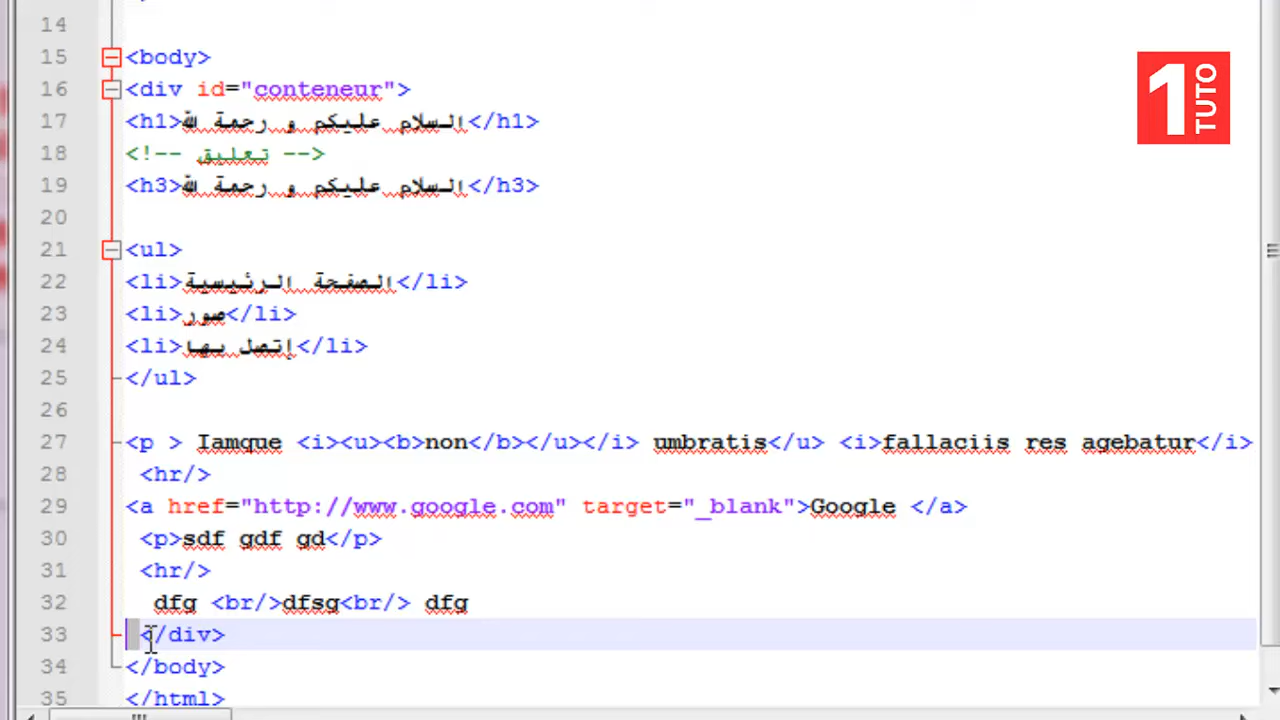 14
15 <body>
16 <div id="conteneur">
17 <h1>السلام عليكم و رحمة الله</h1>
18 <!-- تعليق -->
19 <h3>السلام عليكم و رحمة الله</h3>
20
21 <ul>
22 <li>الصفحة الرئيسية</li>
23 <li>صور</li>
24 <li>إتصل بها</li>
25 </ul>
26
27 <p > Iamque <i><u><b>non</b></u></i> umbratis</u> <i>fallaciis res agebatur</i>
28 <hr/>
29 <a href="http://www.google.com" target="_blank">Google </a>
30 <p>sdf gdf gd</p>
31 <hr/>
32 dfg <br/>dfsg<br/> dfg
33 </div>
34 </body>
35 </html>
1 TUTO